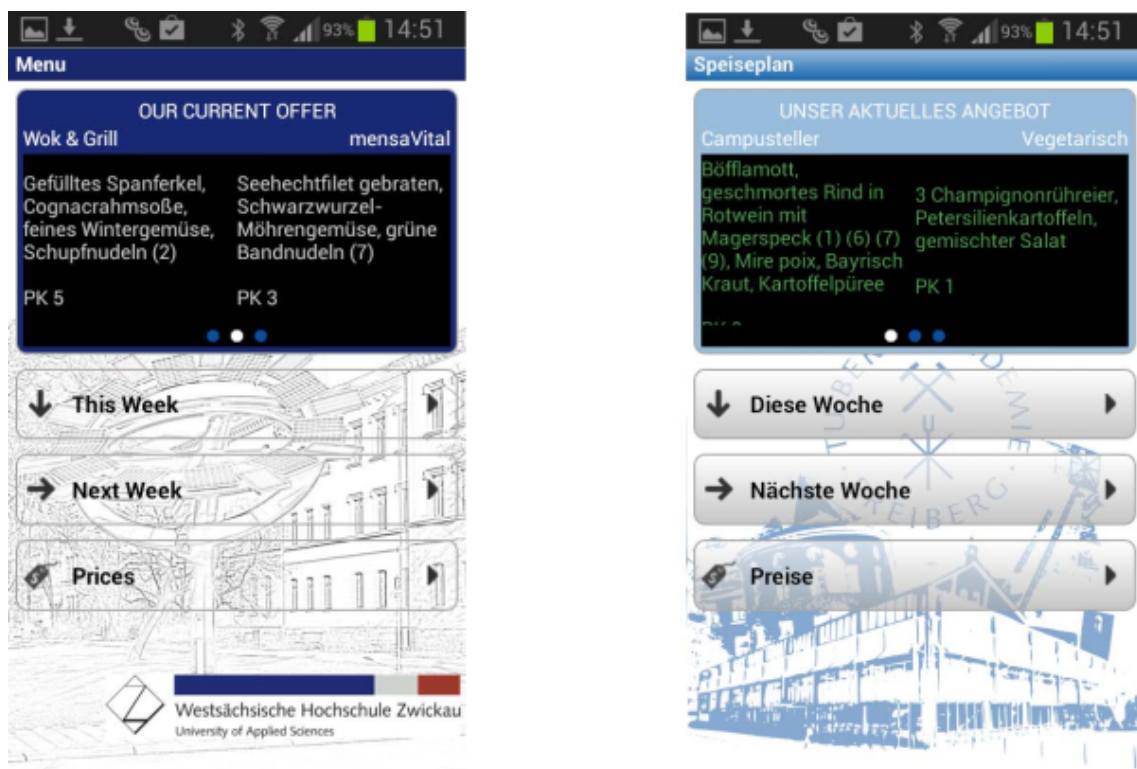 93% 14:51
Menu
OUR CURRENT OFFER
Wok & Grill mensaVital
Gefülltes Spanferkel,
Cognacrahmsoße,
feines Wintergemüse,
Schupfnudeln (2)
PK 5
Seehechtfilet gebraten,
Schwarzwurzel-
Möhrengemüse, grüne
Bandnudeln (7)
PK 3
This Week
Next Week
Prices
Westsächsische Hochschule Zwickau
University of Applied Sciences
93% 14:51
Speiseplan
UNSER AKTUELLES ANGEBOT
Campusteller Vegetarisch
Böfflamott,
geschmortes Rind in
Rotwein mit
Magerspeck (1) (6) (7)
(9), Mire poix, Bayrisch
Kraut, Kartoffelpüree
3 Champignonrühreier,
Petersilienkartoffeln,
gemischter Salat
PK 1
Diese Woche
Nächste Woche
Preise